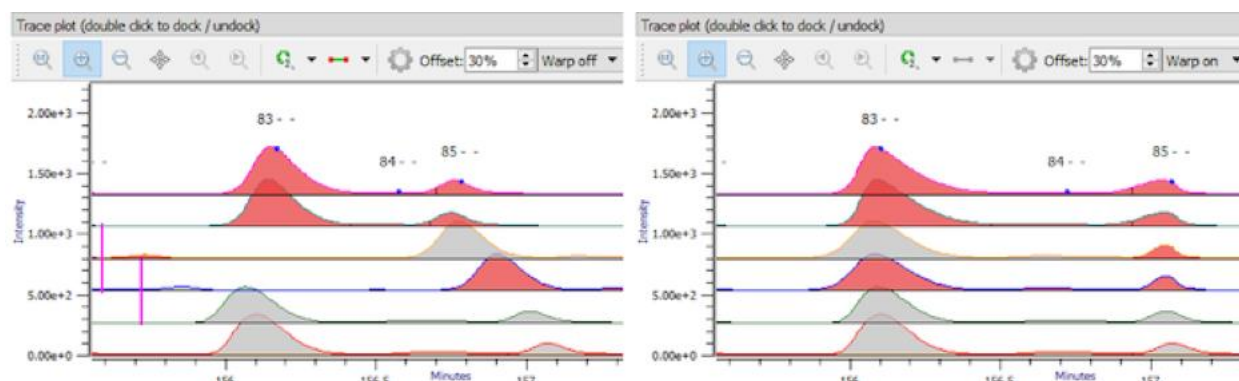 Trace plot (double click to dock / undock)
Offset: 30% Warp off
2.00e+3
1.50e+3
1.00e+3
5.00e+2
0.00e+0
Intensity
83 - -
84 - -
85 - -
- -
156
156.5
157
Minutes
Trace plot (double click to dock / undock)
Offset: 30% Warp on
2.00e+3
1.50e+3
1.00e+3
5.00e+2
0.00e+0
Intensity
83 - -
84 - -
85 - -
- -
156
156.5
157
Minutes